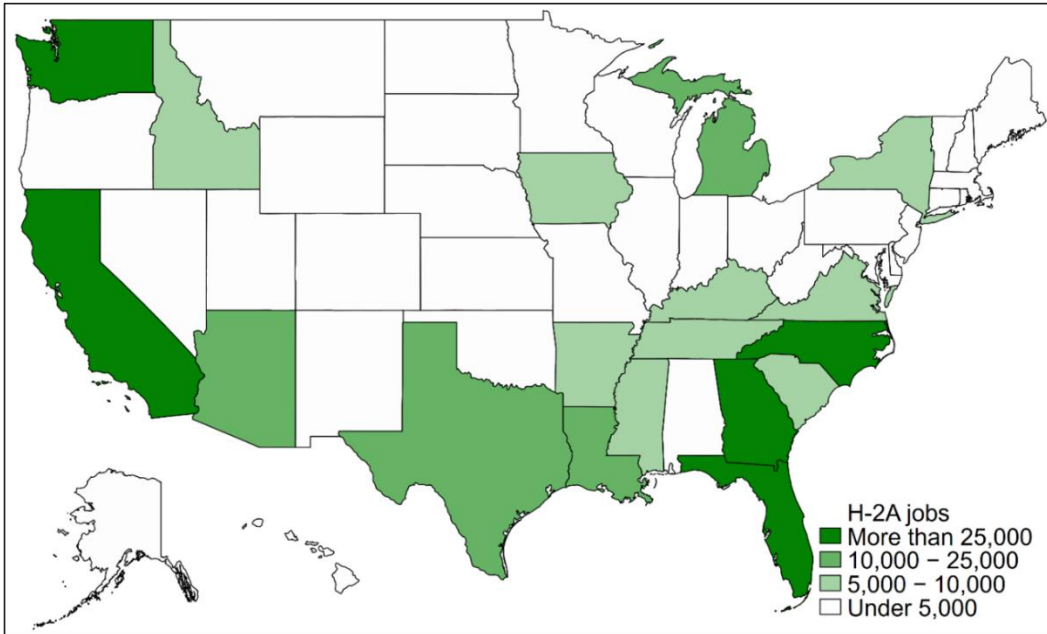 H-2A jobs
More than 25,000
10,000 − 25,000
5,000 − 10,000
Under 5,000